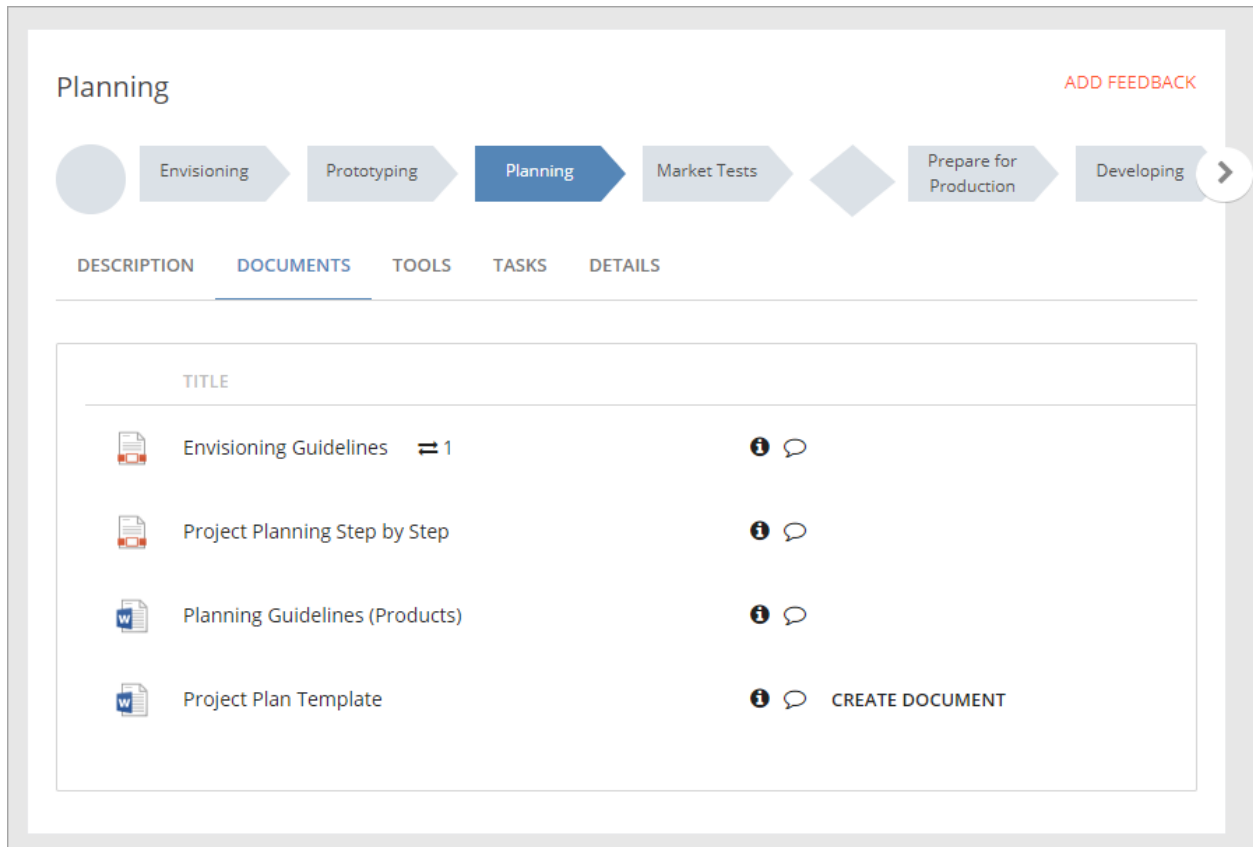 Planning
ADD FEEDBACK
Envisioning
Prototyping
Planning
Market Tests
Prepare for
Production
Developing
DESCRIPTION DOCUMENTS TOOLS TASKS DETAILS
TITLE
Envisioning Guidelines 1
Project Planning Step by Step
W Planning Guidelines (Products)
W Project Plan Template CREATE DOCUMENT